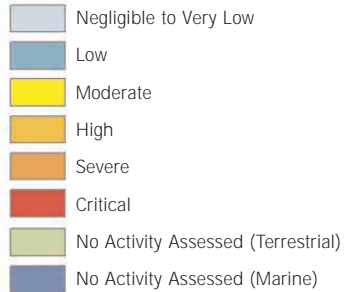 Negligible to Very Low
Low
Moderate
High
Severe
Critical
No Activity Assessed (Terrestrial)
No Activity Assessed (Marine)